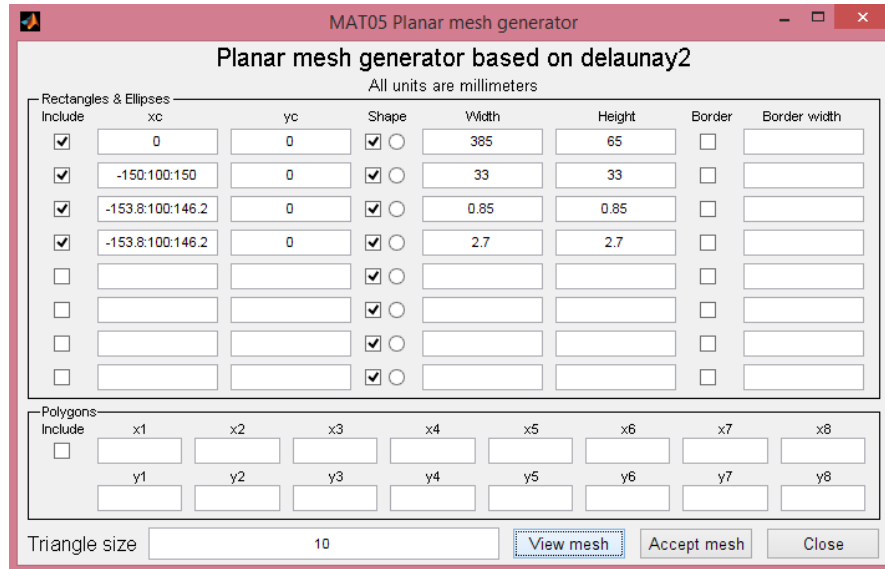 MAT05 Planar mesh generator
Planar mesh generator based on delaunay2
All units are millimeters
Rectangles & Ellipses
Include xc yc Shape Width Height Border Border width
0 0 385 65
-150:100:150 0 33 33
-153.8:100:146.2 0 0.85 0.85
-153.8:100:146.2 0 2.7 2.7
Polygons
Include x1 x2 x3 x4 x5 x6 x7 x8
y1 y2 y3 y4 y5 y6 y7 y8
Triangle size 10 View mesh Accept mesh Close